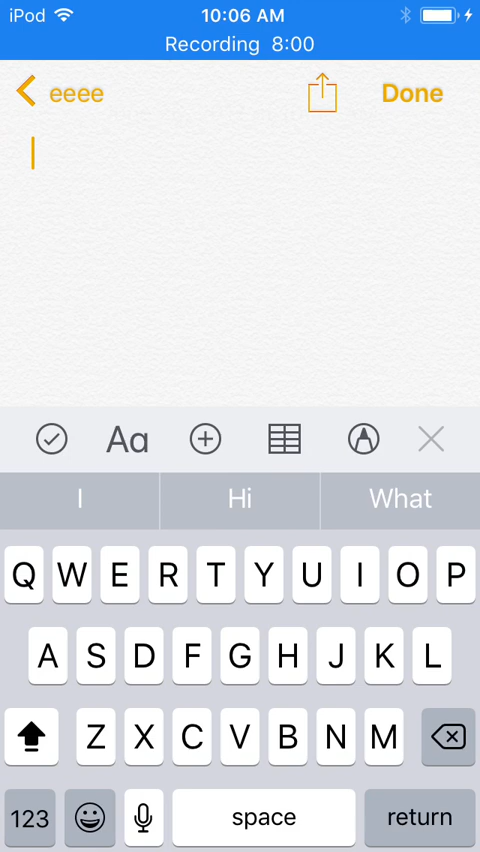 iPod 10:06 AM
Recording 8:00
eeee Done
Aa
I Hi What
Q W E R T Y U I O P
A S D F G H J K L
Z X C V B N M
123 space return